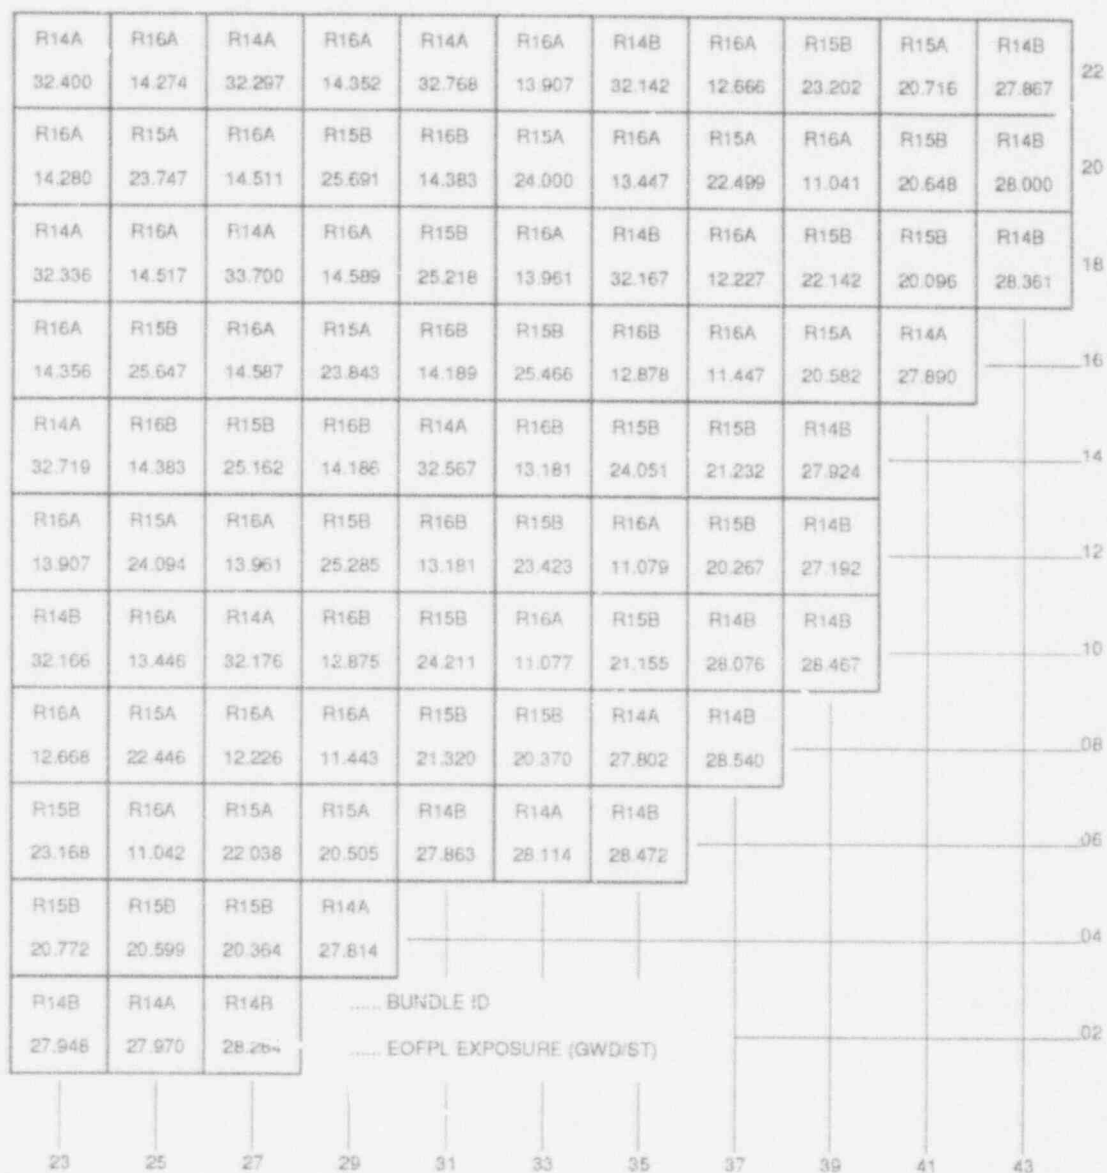 R14A R16A R14A R16A R14A R16A R14B R16A R15B R15A R14B
32.400 14.274 32.297 14.352 32.768 13.907 32.142 12.666 23.202 20.716 27.867 22
R16A R15A R16A R15B R16B R15A R16A R15A R16A R15B R14B
14.280 23.747 14.511 25.691 14.383 24.000 13.447 22.499 11.041 20.648 28.000 20
R14A R16A R14A R16A R15B R16A R14B R16A R15B R15B R14B
32.336 14.517 33.700 14.589 25.218 13.961 32.167 12.227 22.142 20.096 28.361 18
R16A R15B R16A R15A R16B R15B R16B R16A R15A R14A
14.356 25.647 14.587 23.843 14.189 25.466 12.878 11.447 20.582 27.890 16
R14A R16B R15B R16B R14A R16B R15B R15B R14B
32.719 14.383 25.162 14.186 32.567 13.181 24.051 21.232 27.924 14
R16A R15A R16A R15B R16B R15B R16A R15B R14B
13.907 24.094 13.961 25.285 13.181 23.423 11.079 20.267 27.192 12
R14B R16A R14A R16B R15B R16A R15B R14B R14B
32.166 13.446 32.176 12.875 24.211 11.077 21.155 28.076 28.467 10
R16A R15A R16A R16A R15B R15B R14A R14B
12.668 22.446 12.226 11.443 21.320 20.370 27.802 28.540 08
R15B R16A R15A R15A R14B R14A R14B
23.168 11.042 22.038 20.505 27.863 28.114 28.472 06
R15B R15B R15B R14A
20.772 20.599 20.364 27.814 04
R14B R14A R14B ...... BUNDLE ID
27.946 27.970 28.264 ...... EOFPL EXPOSURE (GWD/ST) 02
23 25 27 29 31 33 35 37 39 41 43